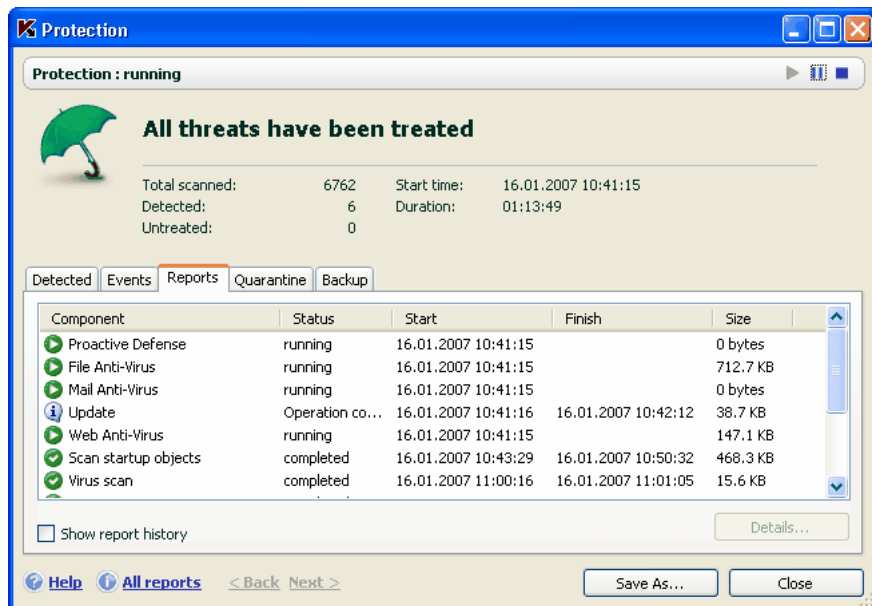 Protection
Protection : running
All threats have been treated
Total scanned: 6762 Start time: 16.01.2007 10:41:15
Detected: 6 Duration: 01:13:49
Untreated: 0
Detected Events Reports Quarantine Backup
Component Status Start Finish Size
Proactive Defense running 16.01.2007 10:41:15 0 bytes
File Anti-Virus running 16.01.2007 10:41:15 712.7 KB
Mail Anti-Virus running 16.01.2007 10:41:15 0 bytes
Update Operation co... 16.01.2007 10:41:16 16.01.2007 10:42:12 38.7 KB
Web Anti-Virus running 16.01.2007 10:41:15 147.1 KB
Scan startup objects completed 16.01.2007 10:43:29 16.01.2007 10:50:32 468.3 KB
Virus scan completed 16.01.2007 11:00:16 16.01.2007 11:01:05 15.6 KB
Show report history Details...
Help All reports < Back Next > Save As... Close